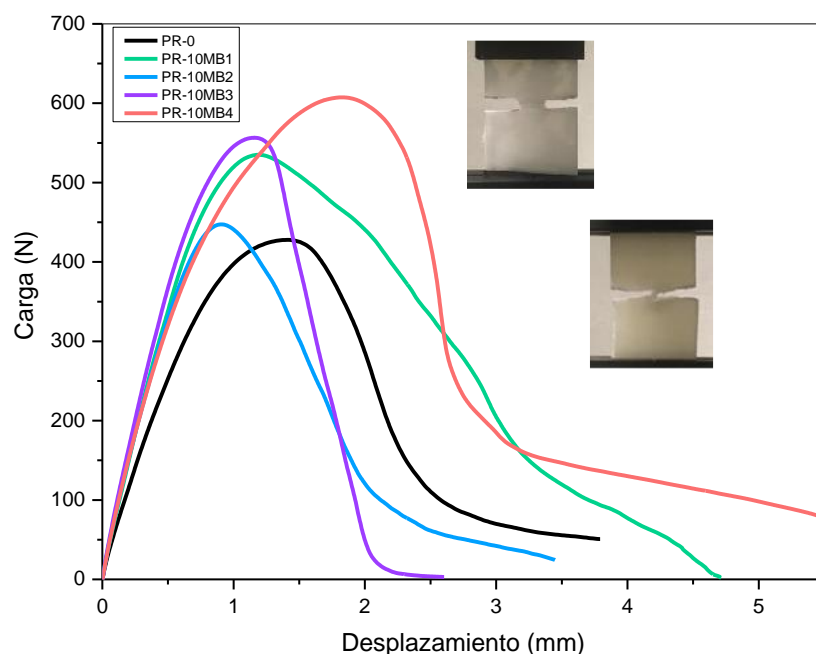 700
600
500
400
300
200
100
0
Carga (N)
PR-0
PR-10MB1
PR-10MB2
PR-10MB3
PR-10MB4
0 1 2 3 4 5
Desplazamiento (mm)